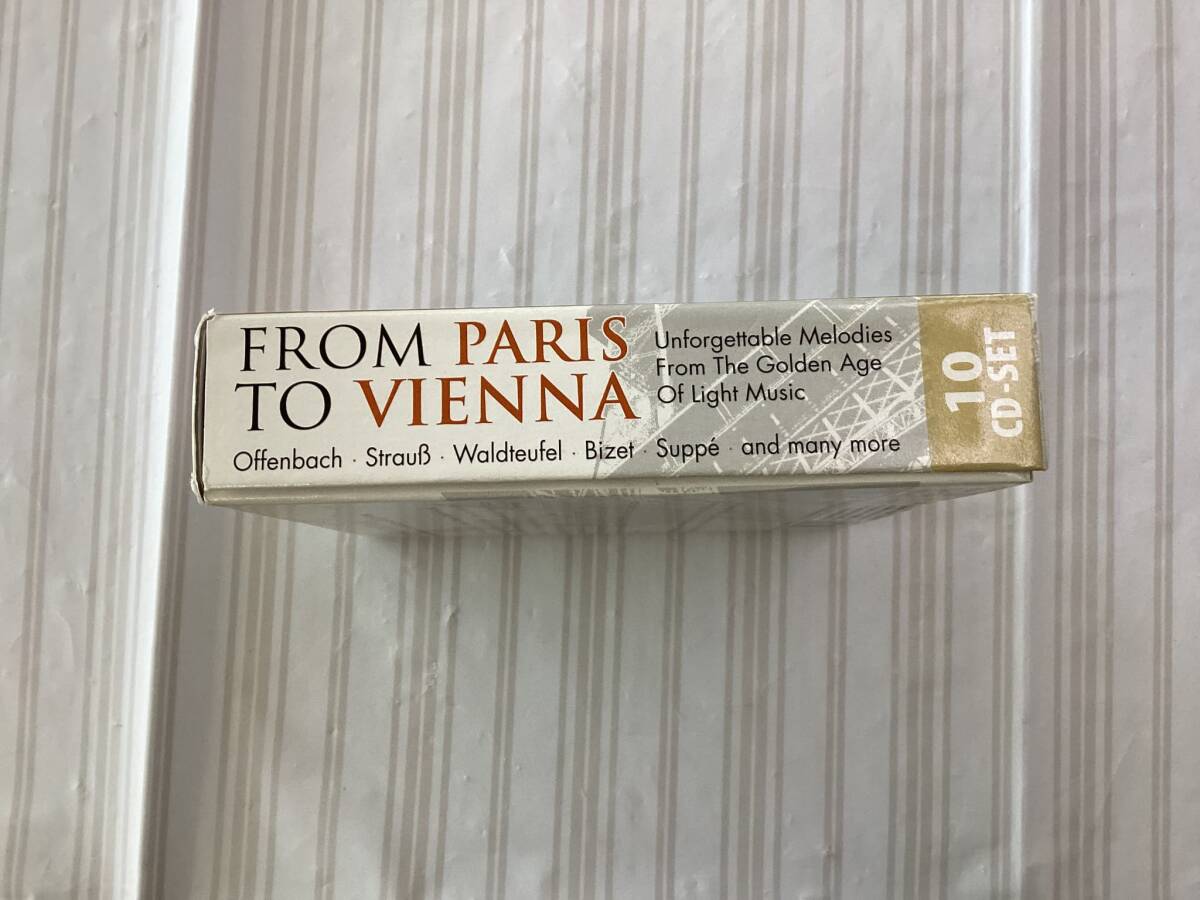 FROM PARIS
TO VIENNA
Unforgettable Melodies
From The Golden Age
Of Light Music
Offenbach · Strauß · Waldteufel · Bizet · Suppé · and many more
10
CD-SET